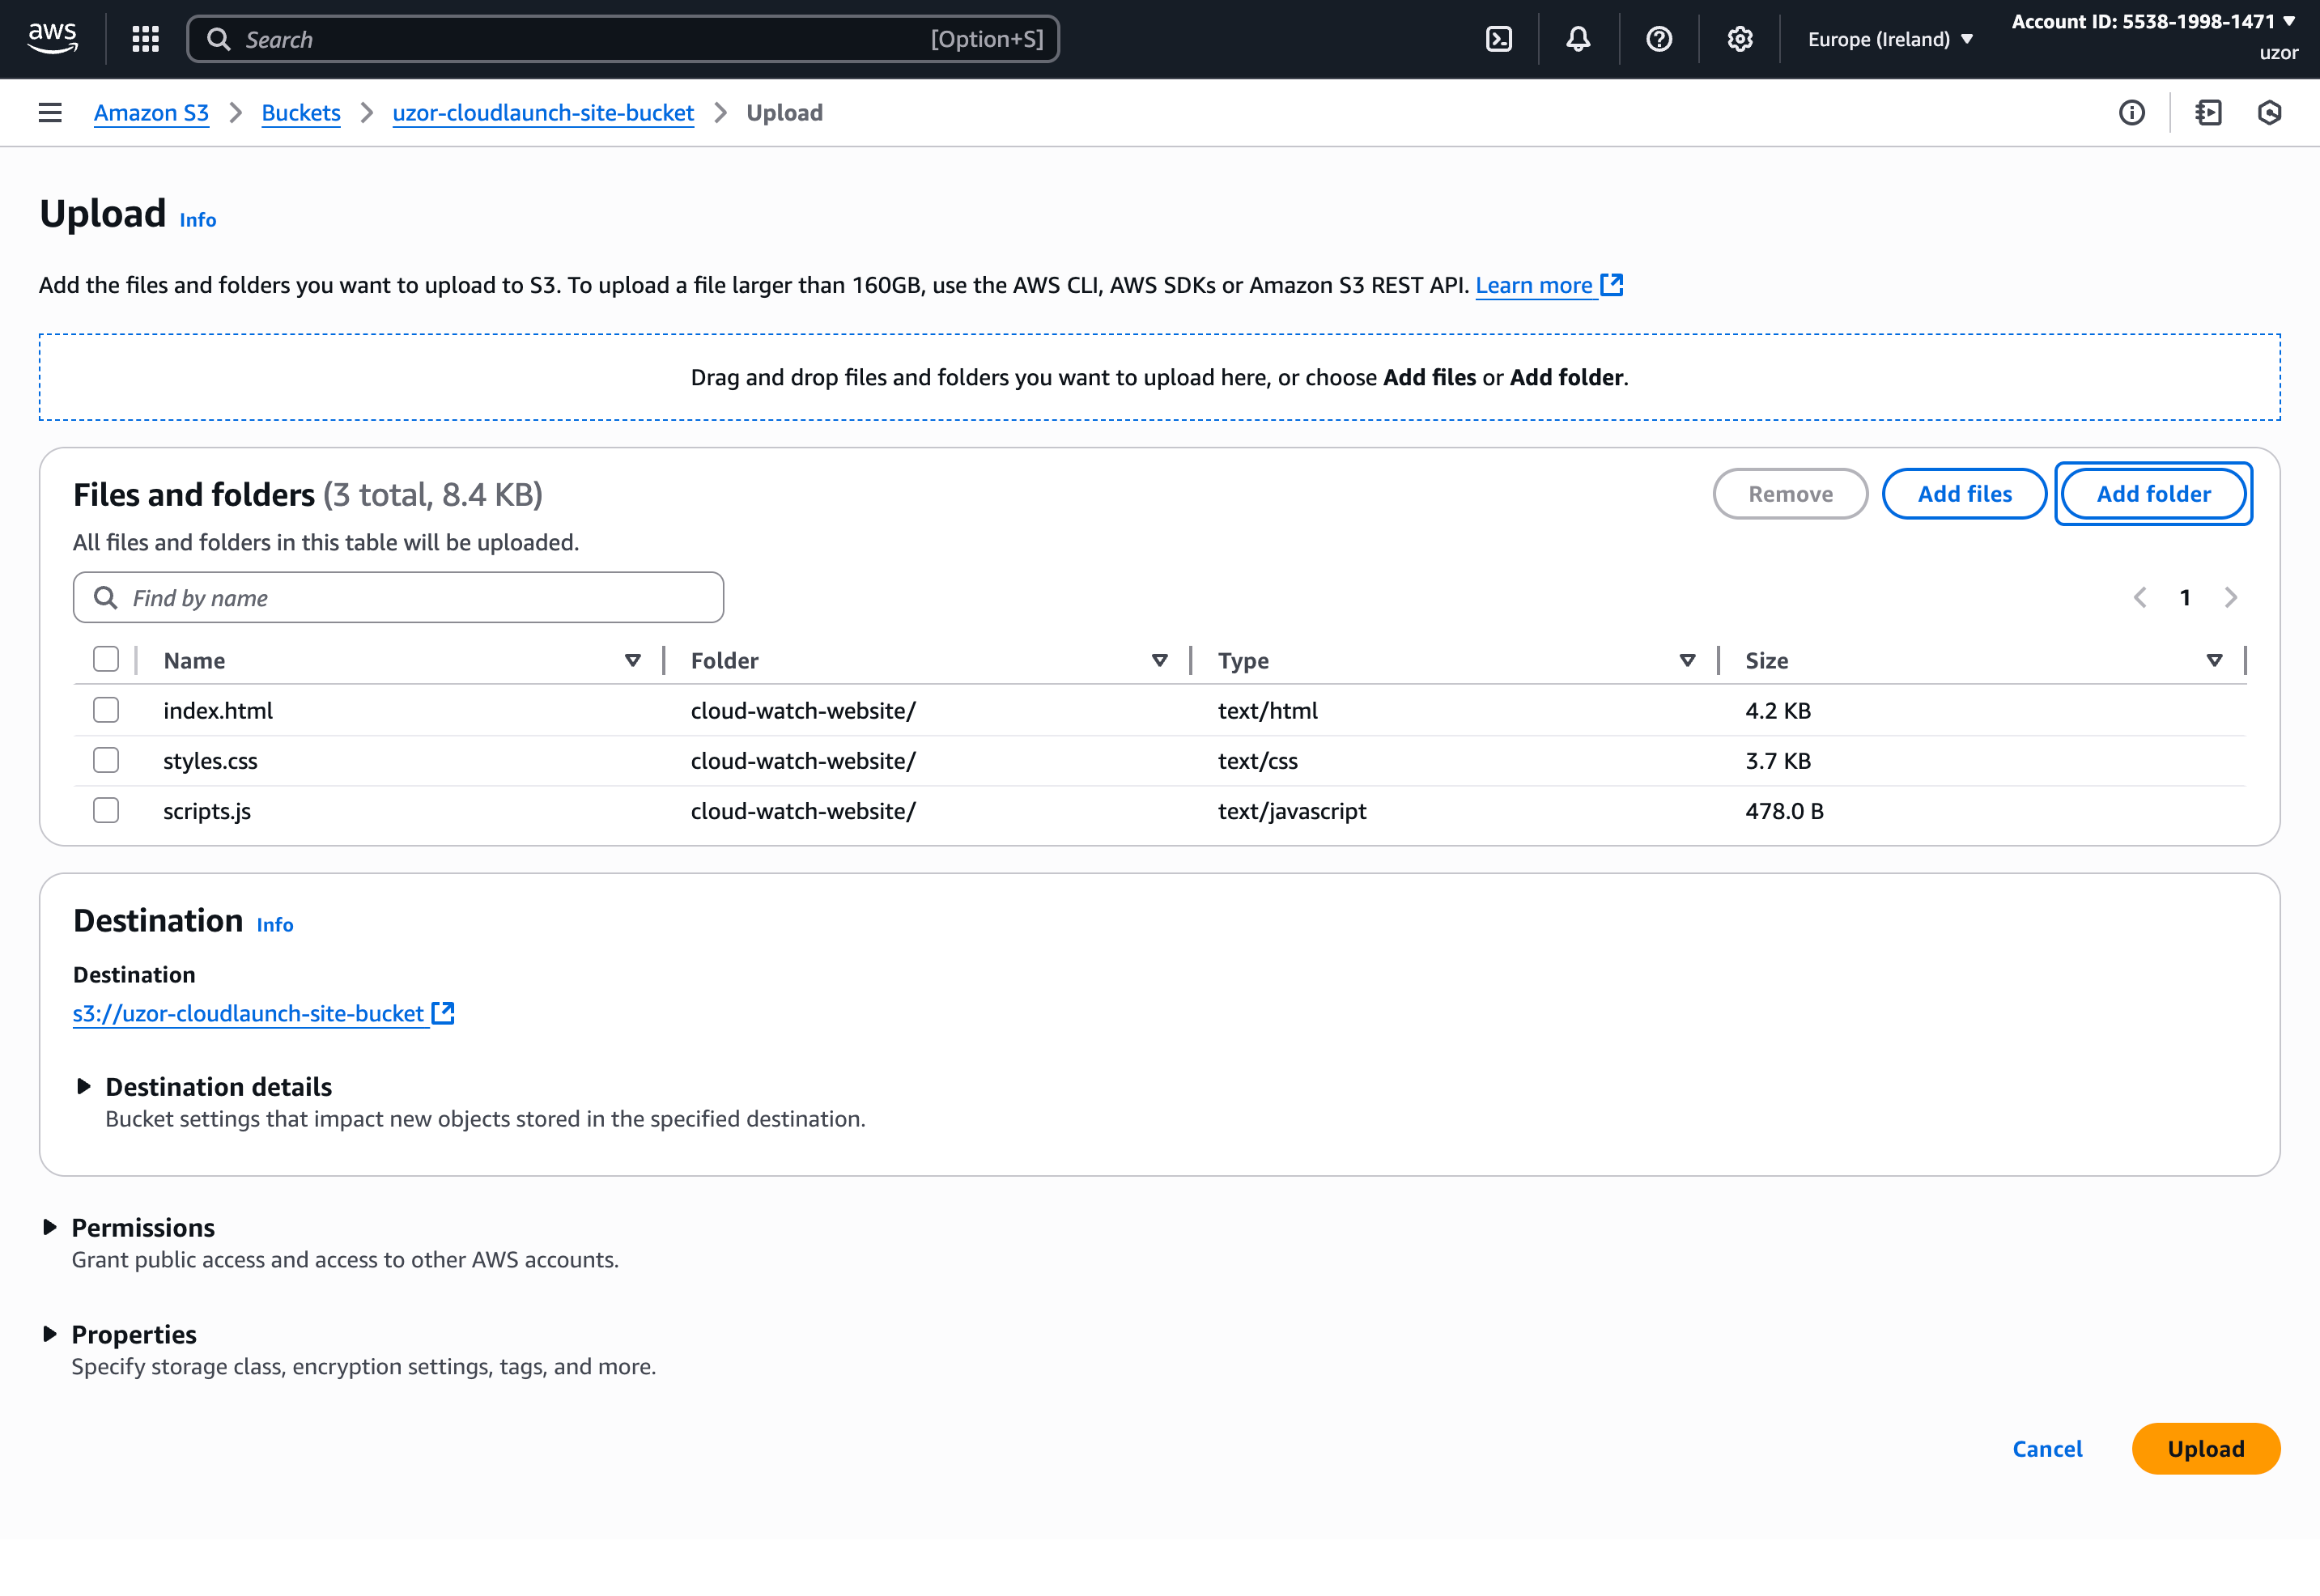 aws
Search [Option+S]
Europe (Ireland)
Account ID: 5538-1998-1471
uzor
Amazon S3 Buckets uzor-cloudlaunch-site-bucket Upload
Upload Info
Add the files and folders you want to upload to S3. To upload a file larger than 160GB, use the AWS CLI, AWS SDKs or Amazon S3 REST API. Learn more
Drag and drop files and folders you want to upload here, or choose Add files or Add folder.
Files and folders (3 total, 8.4 KB)
Remove Add files Add folder
All files and folders in this table will be uploaded.
Find by name
1
Name Folder Type Size
index.html cloud-watch-website/ text/html 4.2 KB
styles.css cloud-watch-website/ text/css 3.7 KB
scripts.js cloud-watch-website/ text/javascript 478.0 B
Destination Info
Destination
s3://uzor-cloudlaunch-site-bucket
Destination details
Bucket settings that impact new objects stored in the specified destination.
Permissions
Grant public access and access to other AWS accounts.
Properties
Specify storage class, encryption settings, tags, and more.
Cancel Upload